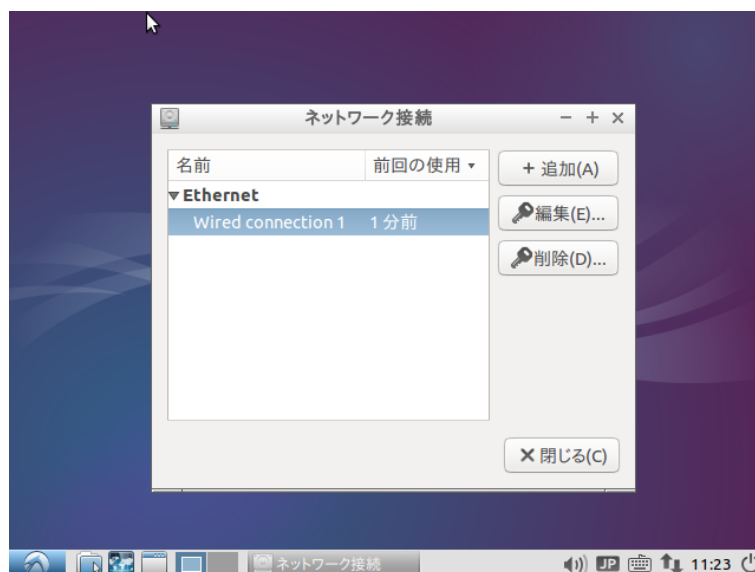 ネットワーク接続
名前 前回の使用
+ 追加(A)
Ethernet
編集(E)...
Wired connection 1 1 分前
削除(D)...
閉じる(C)
ネットワーク接続
JP
11:23